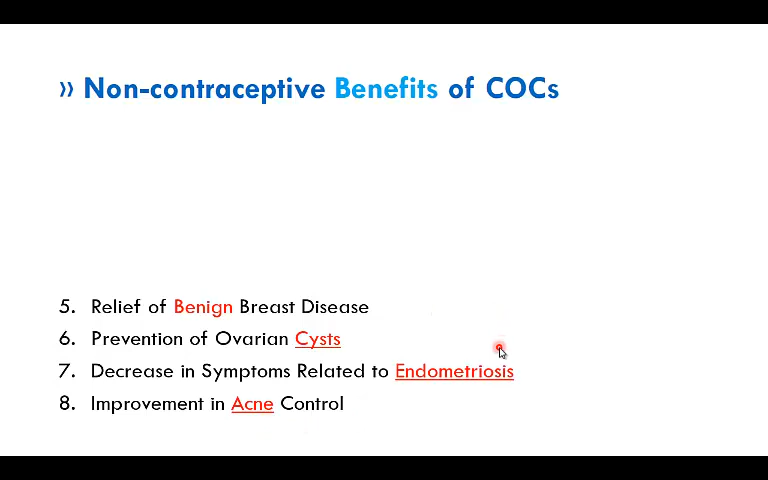 » Non-contraceptive Benefits of COCs
5. Relief of Benign Breast Disease
6. Prevention of Ovarian Cysts
7. Decrease in Symptoms Related to Endometriosis
8. Improvement in Acne Control